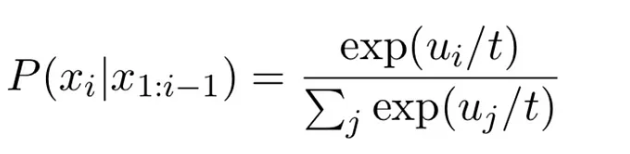 P(x_i|x_{1:i−1}) = \frac{\exp(u_i/t)}{\sum_j \exp(u_j/t)}